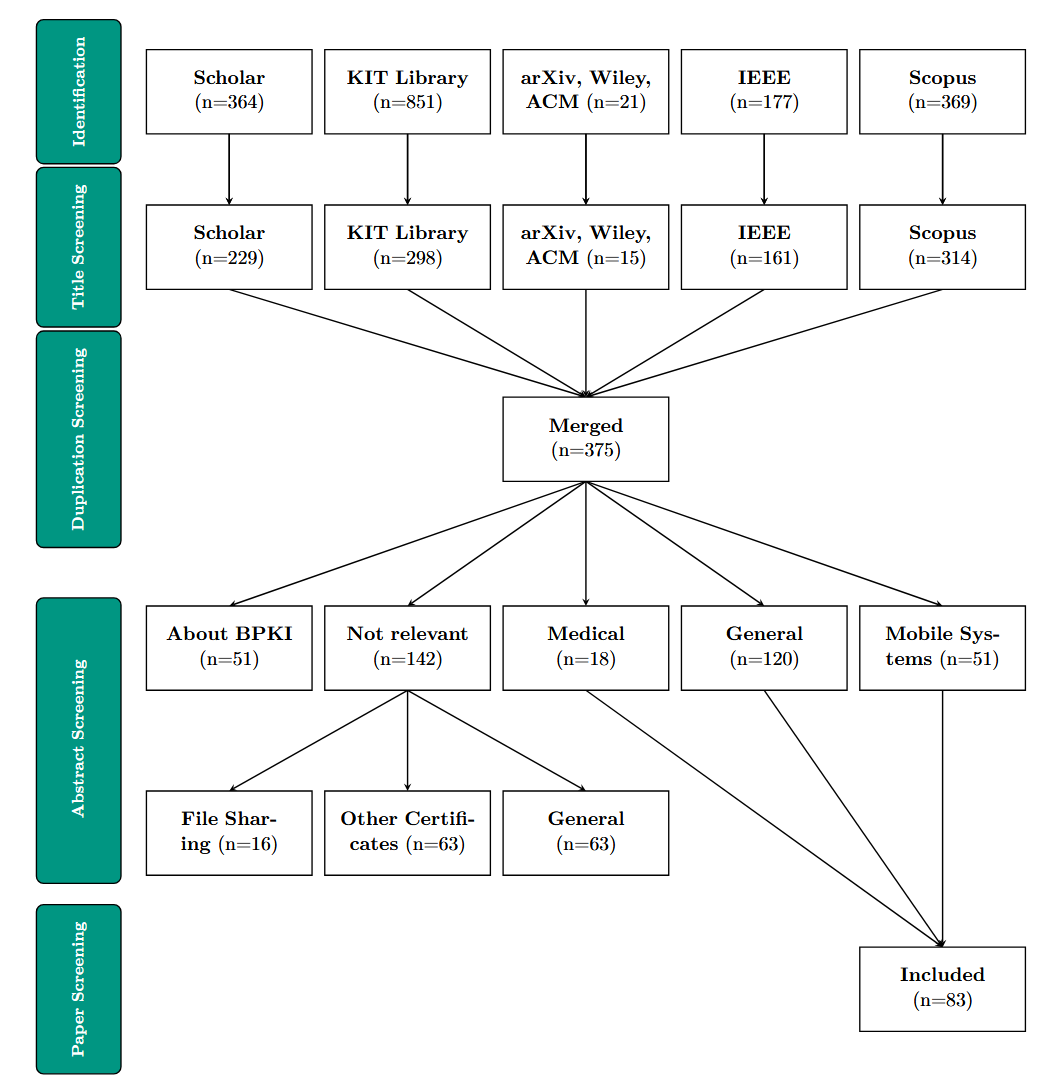 Identification
Scholar
(n=364)
KIT Library
(n=851)
arXiv, Wiley,
ACM (n=21)
IEEE
(n=177)
Scopus
(n=369)
Title Screening
Scholar
(n=229)
KIT Library
(n=298)
arXiv, Wiley,
ACM (n=15)
IEEE
(n=161)
Scopus
(n=314)
Duplication Screening
Merged
(n=375)
Abstract Screening
About BPKI
(n=51)
Not relevant
(n=142)
Medical
(n=18)
General
(n=120)
Mobile Sys-
tems (n=51)
File Shar-
ing (n=16)
Other Certifi-
cates (n=63)
General
(n=63)
Paper Screening
Included
(n=83)